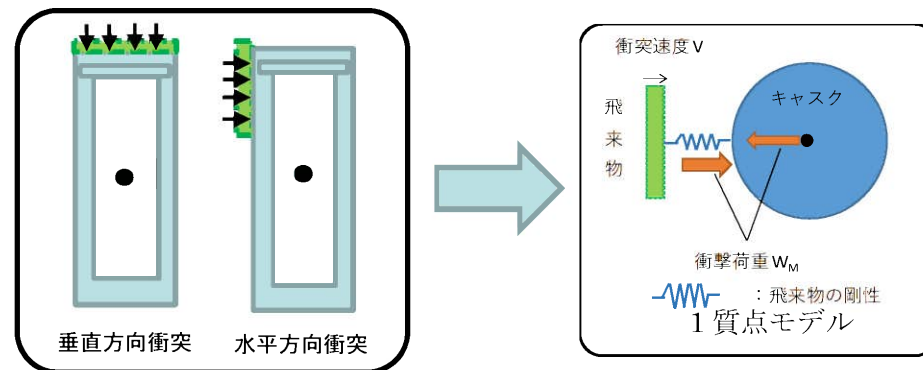 垂直方向衝突
水平方向衝突
衝突速度V
飛来物
キャスク
衝撃荷重WM
：飛来物の剛性
1質点モデル